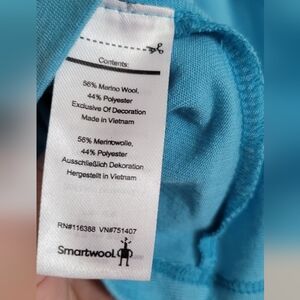 Contents:
56% Merino Wool,
44% Polyester
Exclusive Of Decoration
Made in Vietnam
56% Merinowolle,
44% Polyester
Ausschließlich Dekoration
Hergestellt in Vietnam
RN#116388 VN#751407
Smartwool